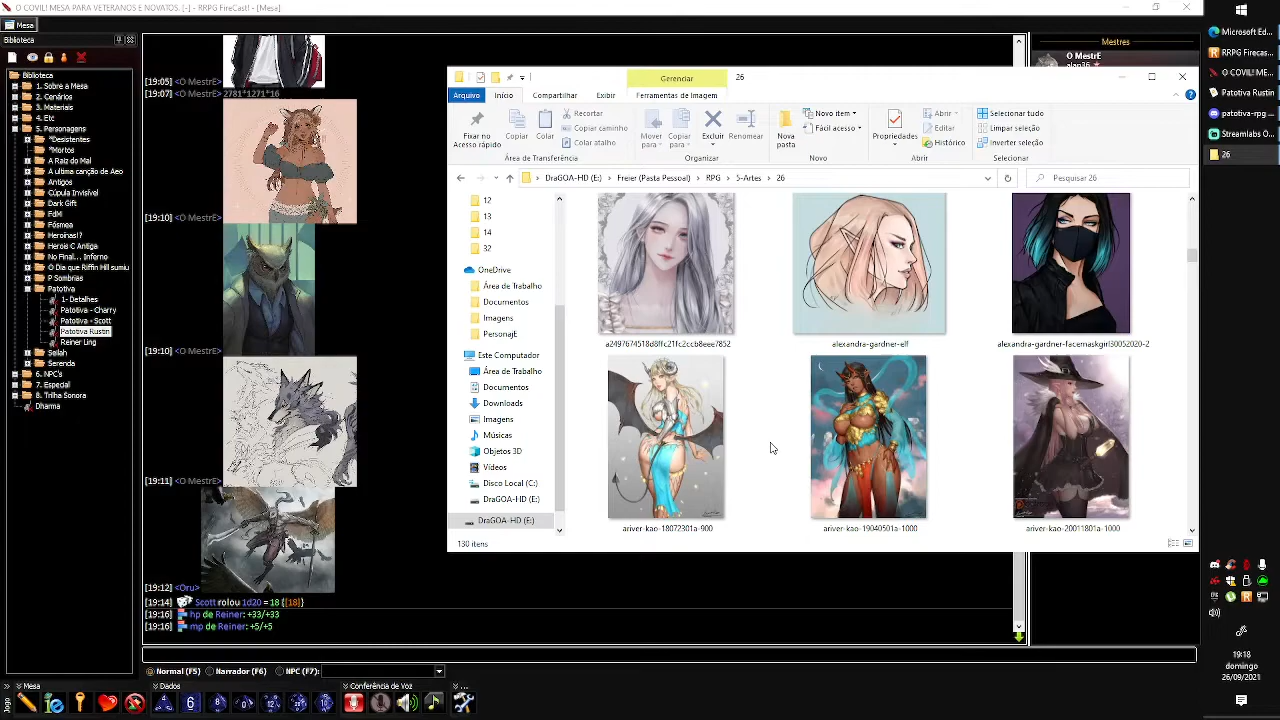 O COVIL! MESA PARA VETERANOS E NOVATOS. [-] - RRPG FireCast! - [Mesa]
Mesa
Biblioteca
Biblioteca
1. Sobre a Mesa
2. Cenários
3. Materiais
4. Etc
5. Personagens
*Desistentes
*Mortos
A Raiz do Mal
A ultima canção de Aeo
Antigos
Cúpula Invisível
Dark Gift
FdM
Fósmea
Heroinas!?
Herois C Antiga
No Final... Inferno
O Dia que Riffin Hill sumiu
P Sombrias
Patotiva
1- Detalhes
Patotiva - Charry
Patotiva - Scott
Patotiva Rustin
Reiner Ling
Seilah
Serenda
6. NPC's
7. Espedal
8. Trilha Sonora
Dharma
[19:05] <O MestrE>
[19:07] <O MestrE> 2781*1271*16
[19:10] <O MestrE>
[19:10] <O MestrE>
[19:11] <O MestrE>
[19:12] <Oru>
[19:14] Scott rolou 1d20 = 18 {[18]}
[19:16] hp de Reiner: +33/+33
[19:16] mp de Reiner: +5/+5
Normal (F5) Narrador (F6) NPC (F7):
Mesa Dados Conferência de Voz ...
Mestres
O MestrE
Gerenciar 26
Arquivo Início Compartilhar Exibir Ferramentas de Imagem
Fixar no Acesso rápido
Copiar
Colar
Recortar
Copiar caminho
Colar atalho
Área de Transferência
Mover para
Copiar para
Excluir
Renomear
Organizar
Nova pasta
Novo item
Fácil acesso
Novo
Propriedades
Abrir
Editar
Histórico
Abrir
Selecionar tudo
Limpar seleção
Inverter seleção
Selecionar
DraGOA-HD (E:) › Freier (Pasta Pessoal) › RPG › 5-Artes › 26
Pesquisar 26
12
13
14
32
OneDrive
Área de Trabalho
Documentos
Imagens
PersonajE
Este Computador
Área de Trabalho
Documentos
Downloads
Imagens
Músicas
Objetos 3D
Vídeos
Disco Local (C:)
DraGOA-HD (E:)
DraGOA-HD (E:)
130 itens
a2497674518d8ffc21fc2ccb8eee7852
alexandra-gardner-elf
alexandra-gardner-facemaskgirl30052020-2
ariver-kao-18072301a-900
ariver-kao-19040501a-1000
ariver-kao-20011801a-1000
Microsoft Ed...
RRPG Firecas...
O COVIL! ME...
Patotiva Rustin
patotiva-rpg ...
Streamlabs O...
26
19:18
domingo
26/09/2021